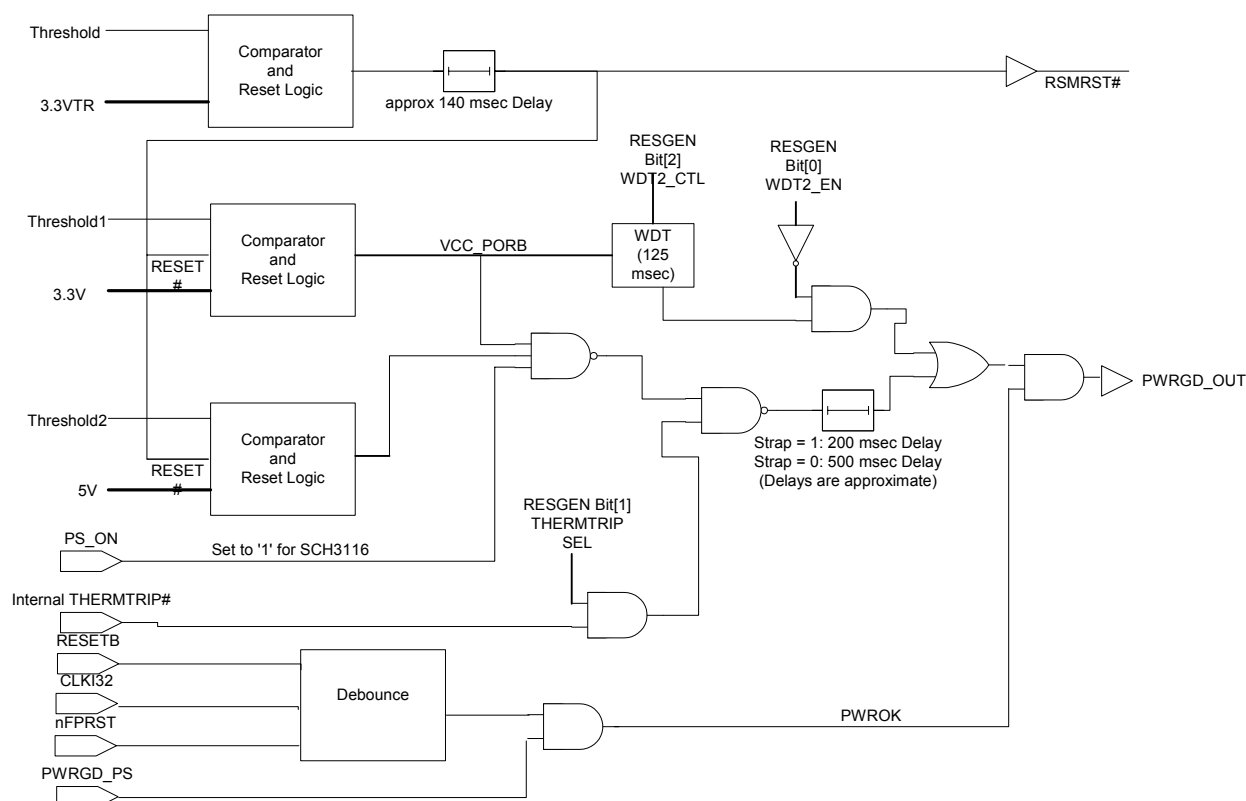 Threshold
Comparator
and
Reset Logic
3.3VTR
approx 140 msec Delay
RSMRST#
RESGEN
Bit[2]
WDT2_CTL
RESGEN
Bit[0]
WDT2_EN
Threshold1
Comparator
and
Reset Logic
RESET
#
3.3V
VCC_PORB
WDT
(125
msec)
PWRGD_OUT
Threshold2
Comparator
and
Reset Logic
RESET
#
5V
Strap = 1: 200 msec Delay
Strap = 0: 500 msec Delay
(Delays are approximate)
RESGEN Bit[1]
THERMTRIP
SEL
PS_ON
Set to '1' for SCH3116
Internal THERMTRIP#
RESETB
CLKI32
nFPRST
Debounce
PWROK
PWRGD_PS